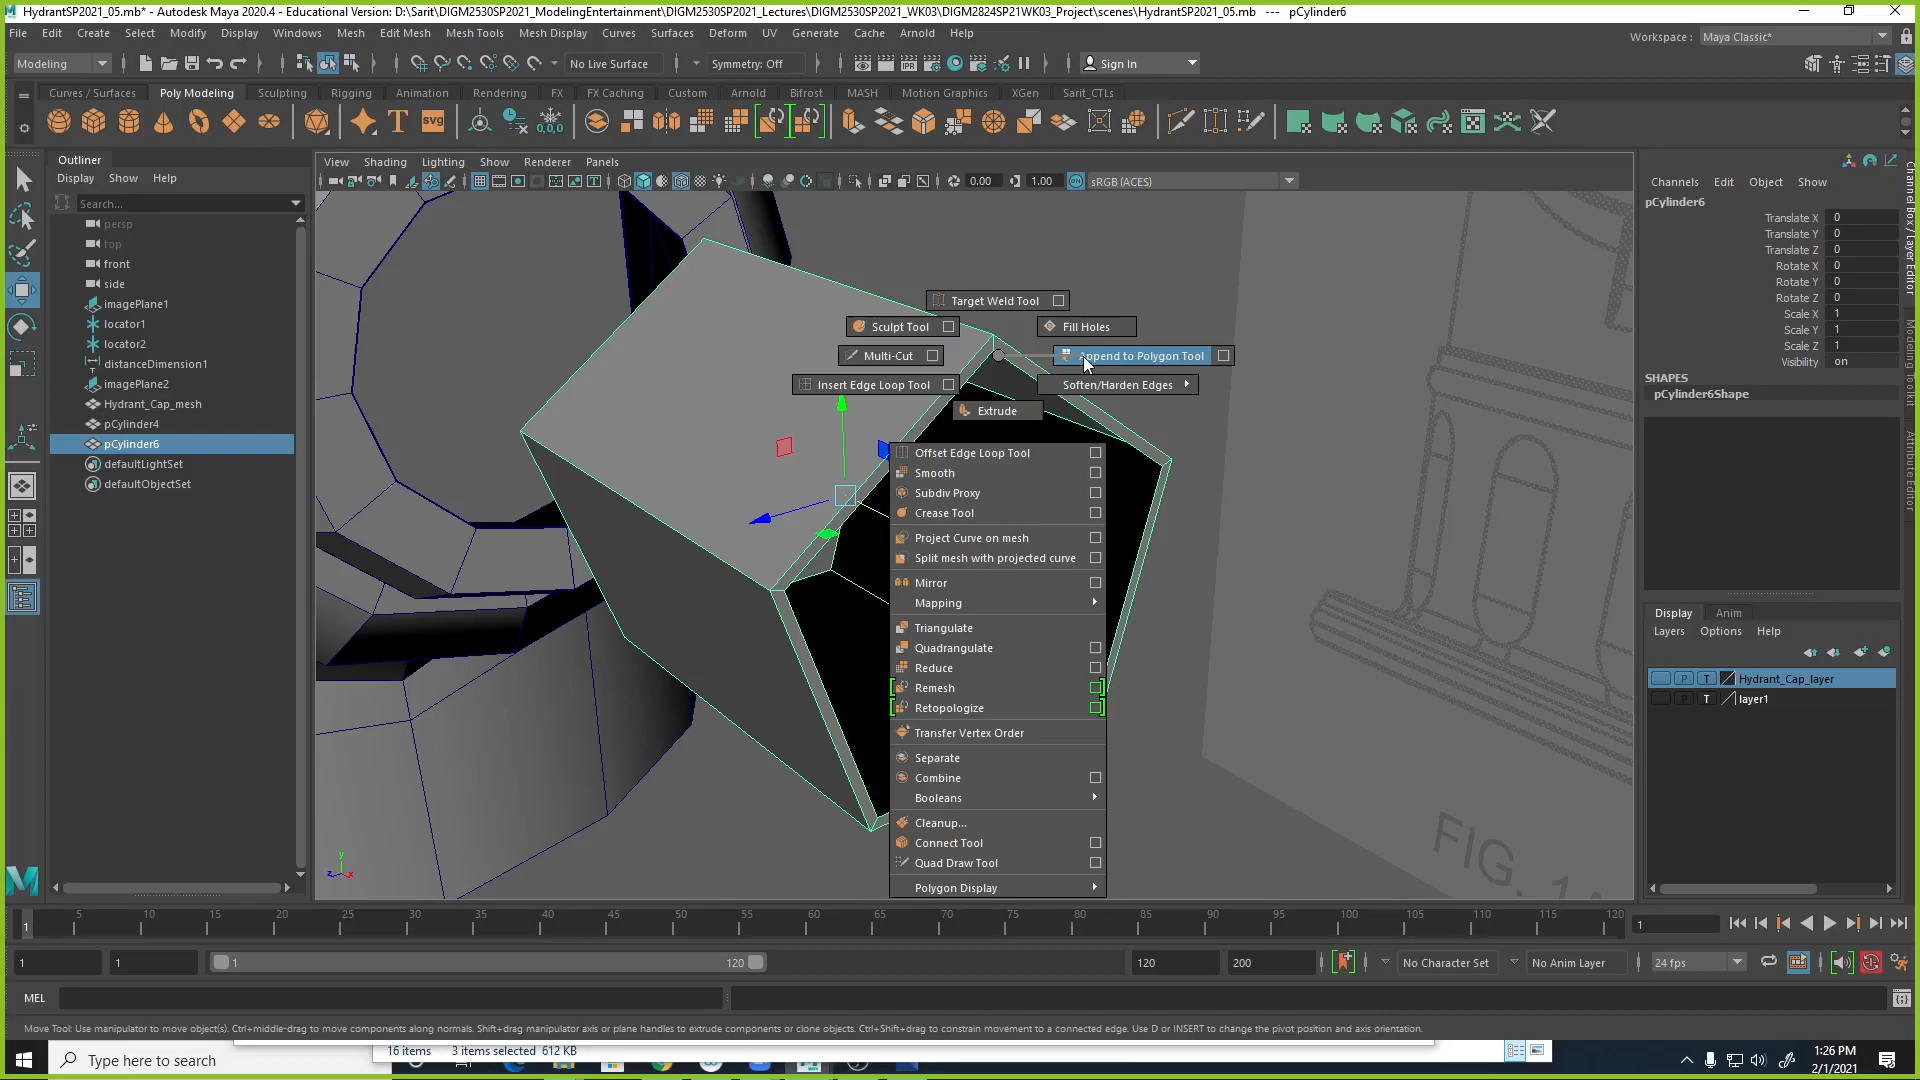 HydrantSP2021_05.mb* - Autodesk Maya 2020.4 - Educational Version: D:\Sarit\DIGM2530SP2021_ModelingEntertainment\DIGM2530SP2021_Lectures\DIGM2530SP2021_WK03\DIGM2824SP21WK03_Project\scenes\HydrantSP2021_05.mb --- pCylinder6
File Edit Create Select Modify Display Windows Mesh Edit Mesh Mesh Tools Mesh Display Curves Surfaces Deform UV Generate Cache Arnold Help
Workspace : Maya Classic*
Modeling No Live Surface Symmetry: Off Sign In
Curves / Surfaces Poly Modeling Sculpting Rigging Animation Rendering FX FX Caching Custom Arnold Bifrost MASH Motion Graphics XGen Sarit_CTLs
Outliner
Display Show Help
Search...
persp
top
front
side
imagePlane1
locator1
locator2
distanceDimension1
imagePlane2
Hydrant_Cap_mesh
pCylinder4
pCylinder6
defaultLightSet
defaultObjectSet
View Shading Lighting Show Renderer Panels
0.00 1.00 sRGB (ACES)
Target Weld Tool
Sculpt Tool Fill Holes
Multi-Cut Append to Polygon Tool
Insert Edge Loop Tool Soften/Harden Edges
Extrude
Offset Edge Loop Tool
Smooth
Subdiv Proxy
Crease Tool
Project Curve on mesh
Split mesh with projected curve
Mirror
Mapping
Triangulate
Quadrangulate
Reduce
Remesh
Retopologize
Transfer Vertex Order
Separate
Combine
Booleans
Cleanup...
Connect Tool
Quad Draw Tool
Polygon Display
FIG. 1A
Channels Edit Object Show
pCylinder6
Translate X 0
Translate Y 0
Translate Z 0
Rotate X 0
Rotate Y 0
Rotate Z 0
Scale X 1
Scale Y 1
Scale Z 1
Visibility on
SHAPES
pCylinder6Shape
Channel Box / Layer Editor
Modeling Toolkit
Attribute Editor
Display Anim
Layers Options Help
P T Hydrant_Cap_layer
P T layer1
1 5 10 15 20 25 30 35 40 45 50 55 60 65 70 75 80 85 90 95 100 105 110 115 120 1
1 1 1 120 120 200 No Character Set No Anim Layer 24 fps
MEL
Move Tool: Use manipulator to move object(s). Ctrl+middle-drag to move components along normals. Shift+drag manipulator axis or plane handles to extrude components or clone objects. Ctrl+Shift+drag to constrain movement to a connected edge. Use D or INSERT to change the pivot position and axis orientation.
16 items 3 items selected 612 KB
Type here to search
1:26 PM
2/1/2021